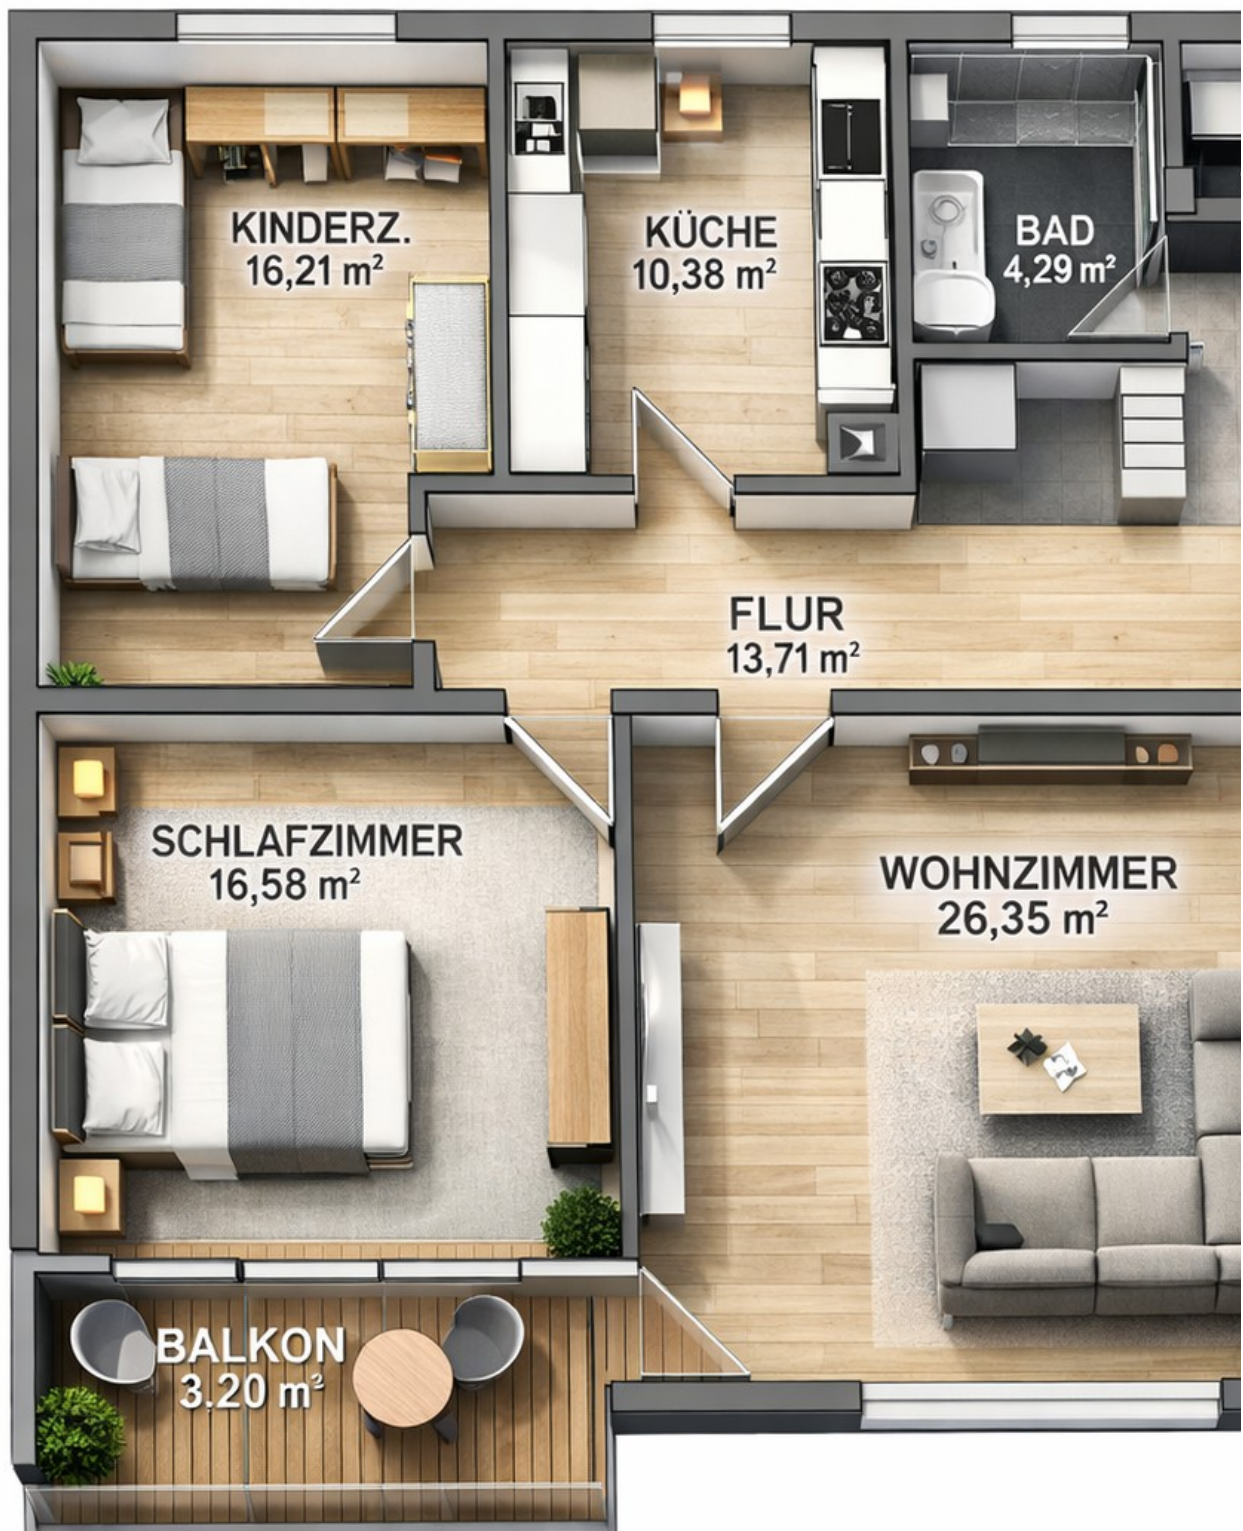 KINDERZ.
16,21 m²
KÜCHE
10,38 m²
BAD
4,29 m²
FLUR
13,71 m²
SCHLAFZIMMER
16,58 m²
WOHNZIMMER
26,35 m²
BALKON
3.20 m²